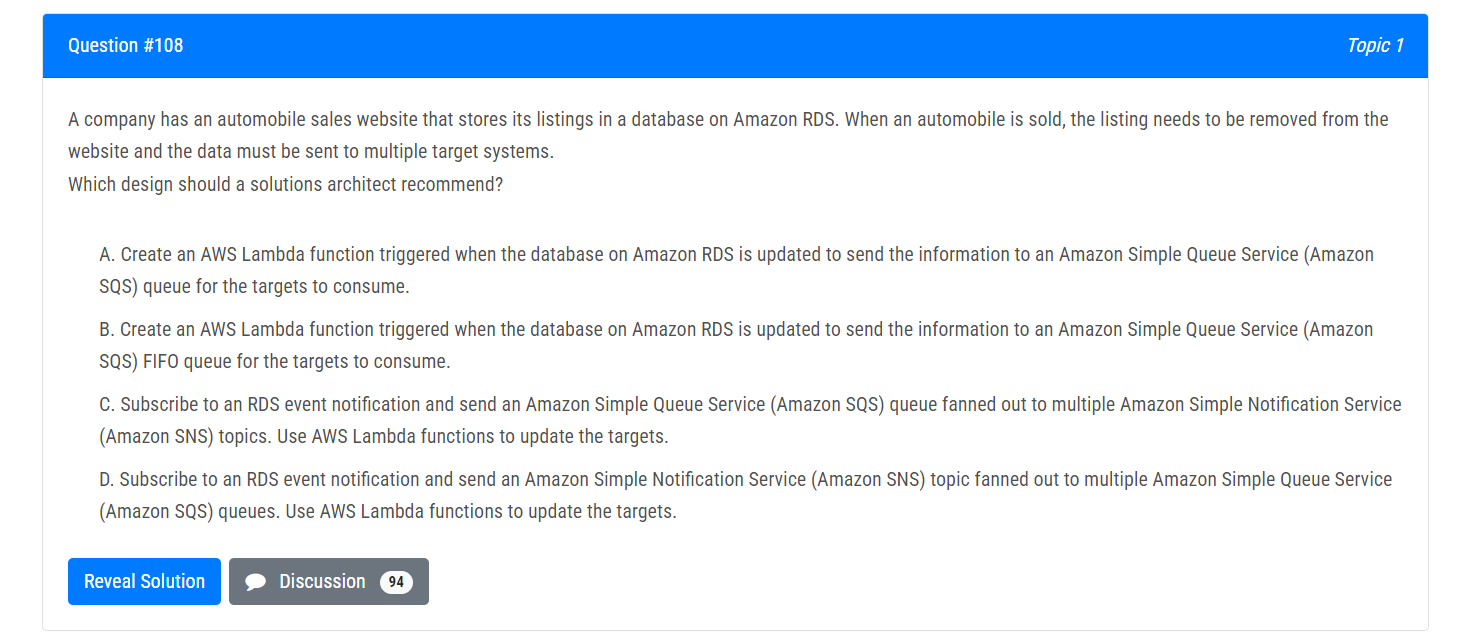 Question #108
Topic 1
A company has an automobile sales website that stores its listings in a database on Amazon RDS. When an automobile is sold, the listing needs to be removed from the
website and the data must be sent to multiple target systems.
Which design should a solutions architect recommend?
A. Create an AWS Lambda function triggered when the database on Amazon RDS is updated to send the information to an Amazon Simple Queue Service (Amazon
SQS) queue for the targets to consume.
B. Create an AWS Lambda function triggered when the database on Amazon RDS is updated to send the information to an Amazon Simple Queue Service (Amazon
SQS) FIFO queue for the targets to consume.
C. Subscribe to an RDS event notification and send an Amazon Simple Queue Service (Amazon SQS) queue fanned out to multiple Amazon Simple Notification Service
(Amazon SNS) topics. Use AWS Lambda functions to update the targets.
D. Subscribe to an RDS event notification and send an Amazon Simple Notification Service (Amazon SNS) topic fanned out to multiple Amazon Simple Queue Service
(Amazon SQS) queues. Use AWS Lambda functions to update the targets.
Reveal Solution
Discussion 94